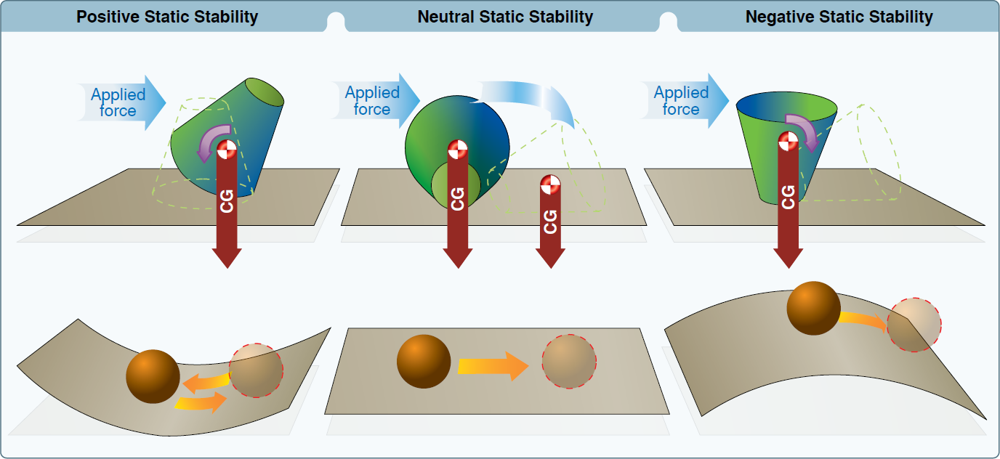 Positive Static Stability
Neutral Static Stability
Negative Static Stability
Applied
force
CG
Applied
force
CG
CG
Applied
force
CG